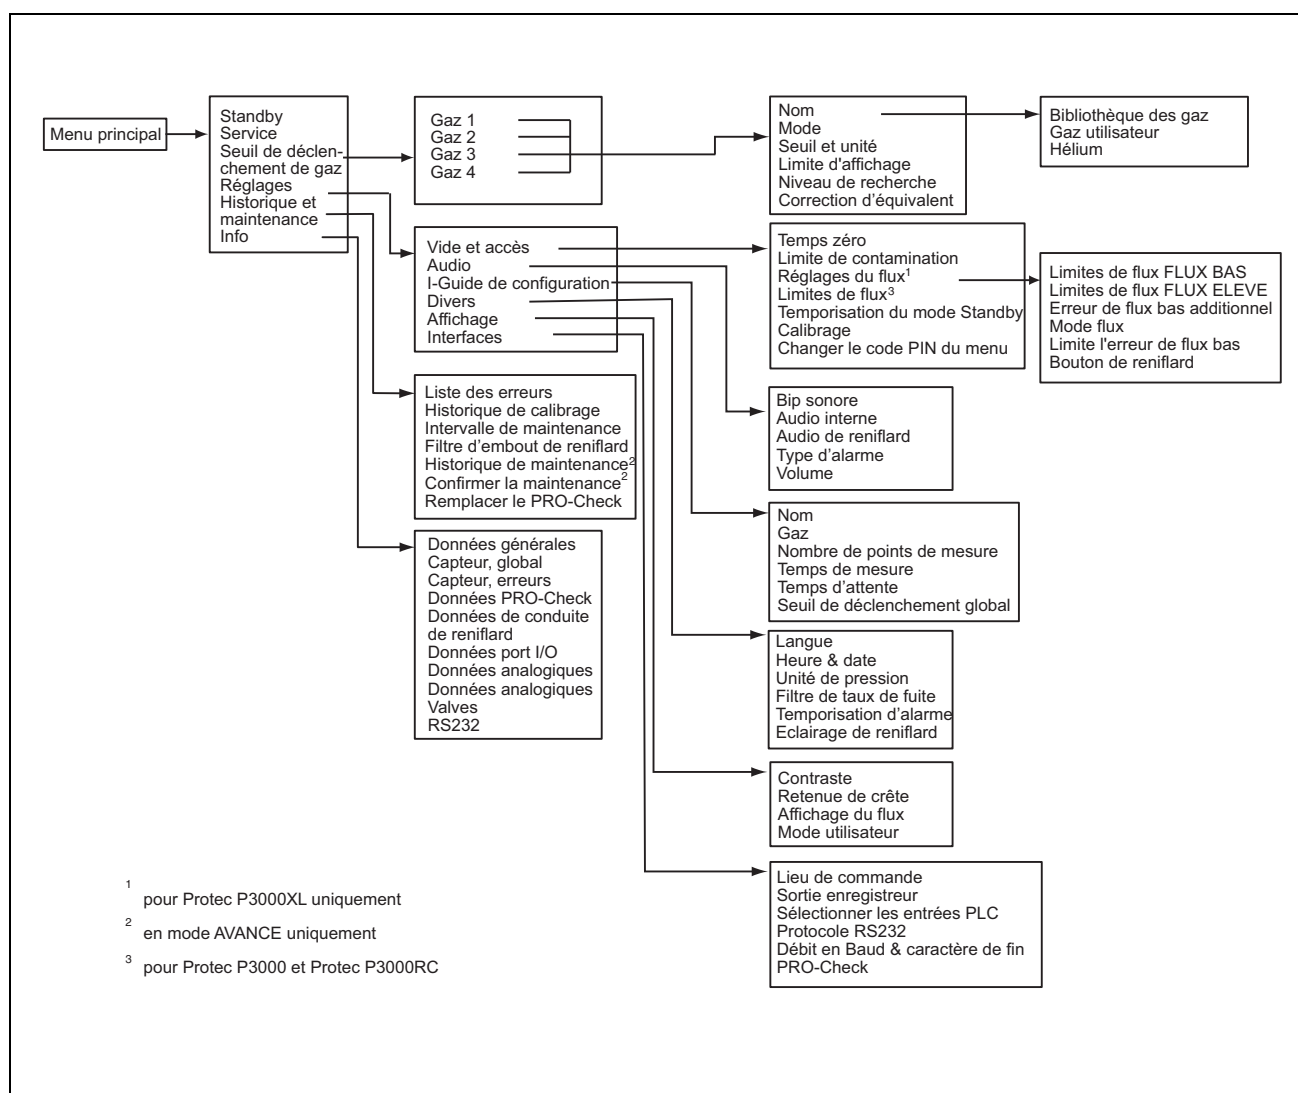 Menu principal
Standby
Service
Seuil de déclen-
chement de gaz
Réglages
Historique et
maintenance
Info
Gaz 1
Gaz 2
Gaz 3
Gaz 4
Nom
Mode
Seuil et unité
Limite d'affichage
Niveau de recherche
Correction d'équivalent
Bibliothèque des gaz
Gaz utilisateur
Hélium
Vide et accès
Audio
I-Guide de configuration
Divers
Affichage
Interfaces
Temps zéro
Limite de contamination
Réglages du flux¹
Limites de flux³
Temporisation du mode Standby
Calibrage
Changer le code PIN du menu
Limites de flux FLUX BAS
Limites de flux FLUX ELEVE
Erreur de flux bas additionnel
Mode flux
Limite l'erreur de flux bas
Bouton de reniflard
Liste des erreurs
Historique de calibrage
Intervalle de maintenance
Filtre d'embout de reniflard
Historique de maintenance²
Confirmer la maintenance²
Remplacer le PRO-Check
Bip sonore
Audio interne
Audio de reniflard
Type d'alarme
Volume
Nom
Gaz
Nombre de points de mesure
Temps de mesure
Temps d'attente
Seuil de déclenchement global
Données générales
Capteur, global
Capteur, erreurs
Données PRO-Check
Données de conduite
de reniflard
Données port I/O
Données analogiques
Données analogiques
Valves
RS232
Langue
Heure & date
Unité de pression
Filtre de taux de fuite
Temporisation d'alarme
Eclairage de reniflard
Contraste
Retenue de crête
Affichage du flux
Mode utilisateur
Lieu de commande
Sortie enregistreur
Sélectionner les entrées PLC
Protocole RS232
Débit en Baud & caractère de fin
PRO-Check
¹ pour Protec P3000XL uniquement
² en mode AVANCE uniquement
³ pour Protec P3000 et Protec P3000RC